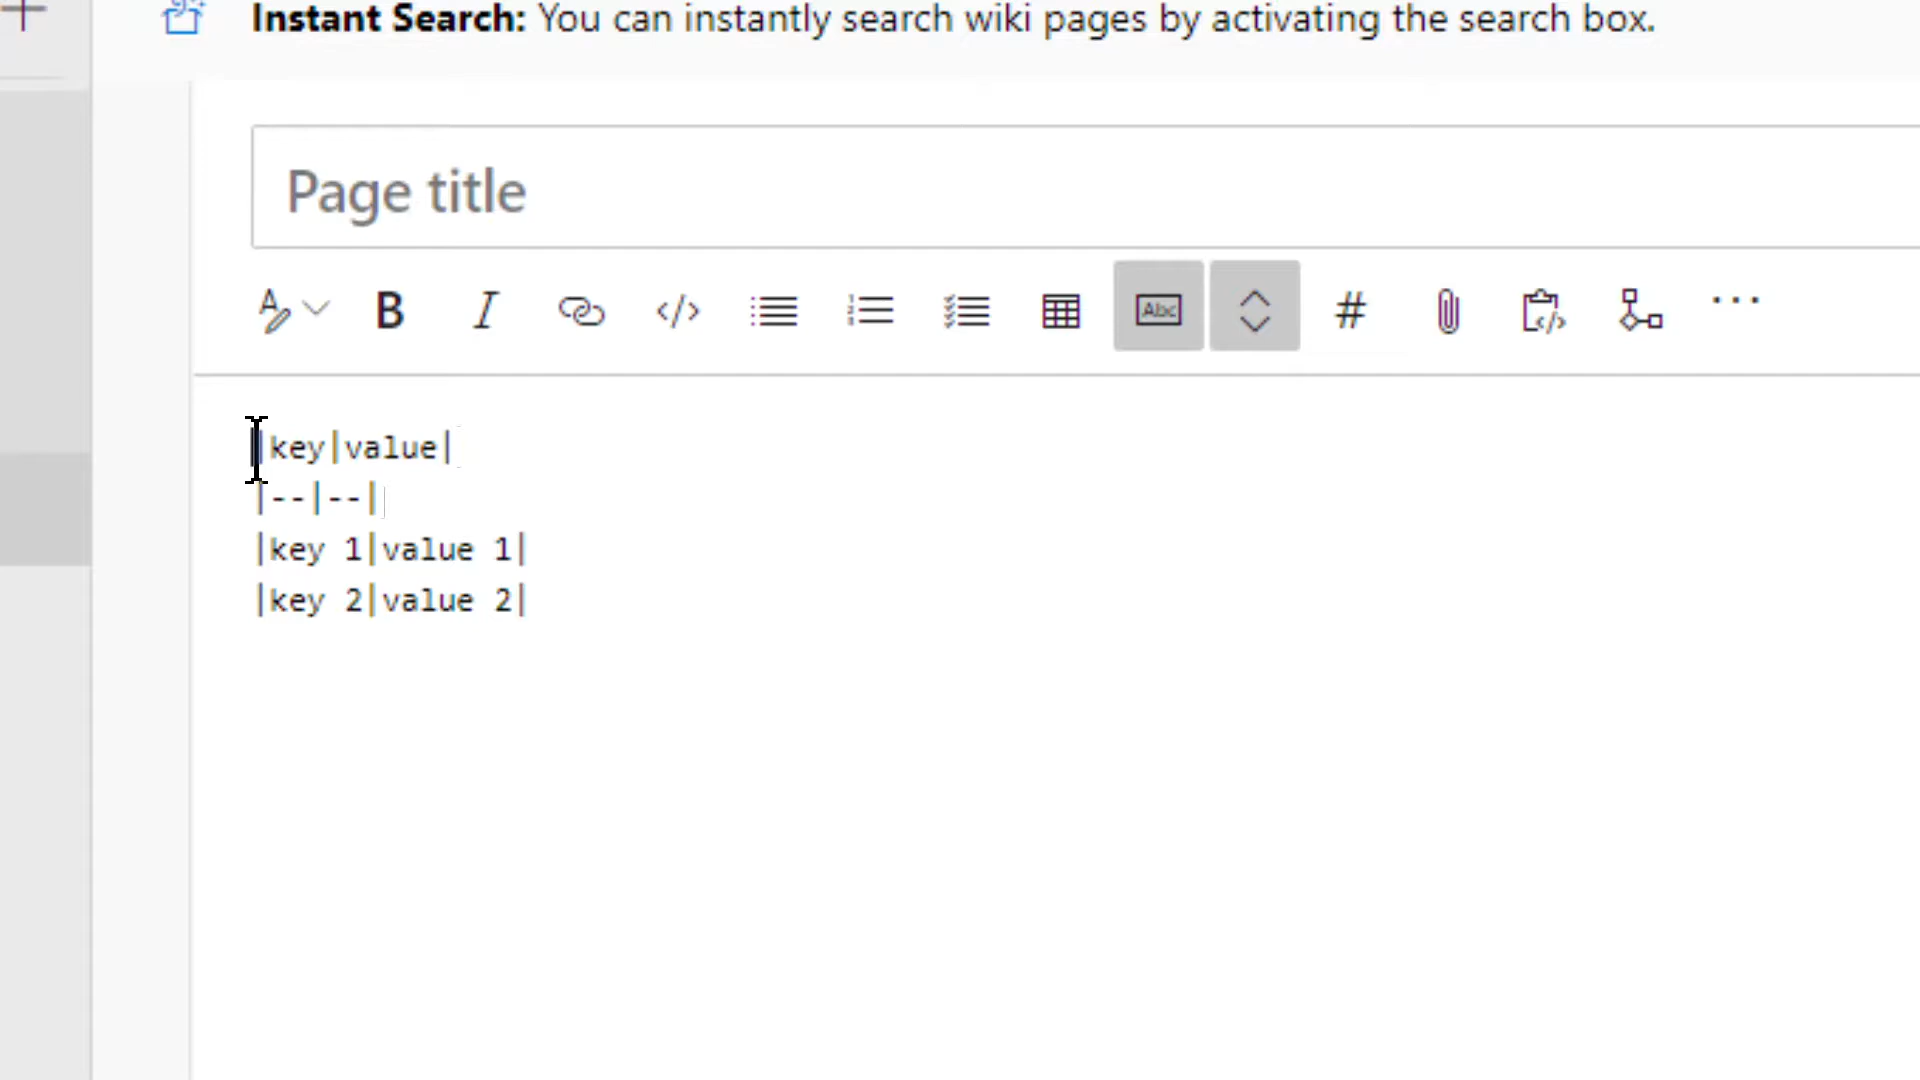 Instant Search: You can instantly search wiki pages by activating the search box.
Page title
B I </> # ...
Abc
|key|value|
|--|--|
|key 1|value 1|
|key 2|value 2|